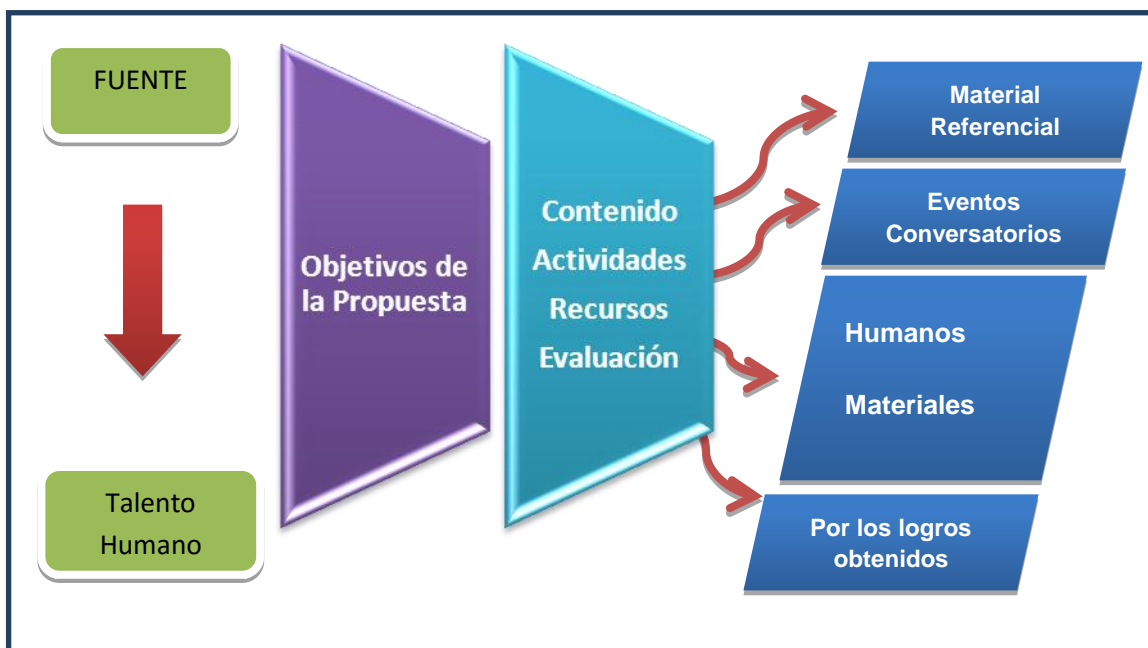 FUENTE
Talento
Humano
Objetivos de
la Propuesta
Contenido
Actividades
Recursos
Evaluación
Material
Referencial
Eventos
Conversatorios
Humanos
Materiales
Por los logros
obtenidos